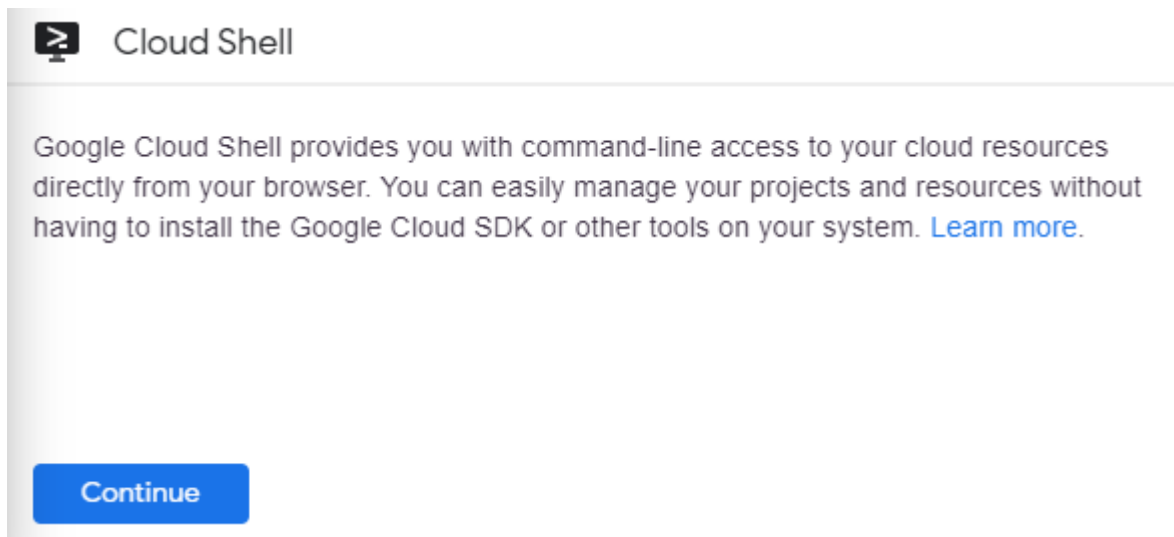 Cloud Shell
Google Cloud Shell provides you with command-line access to your cloud resources
directly from your browser. You can easily manage your projects and resources without
having to install the Google Cloud SDK or other tools on your system. Learn more.
Continue